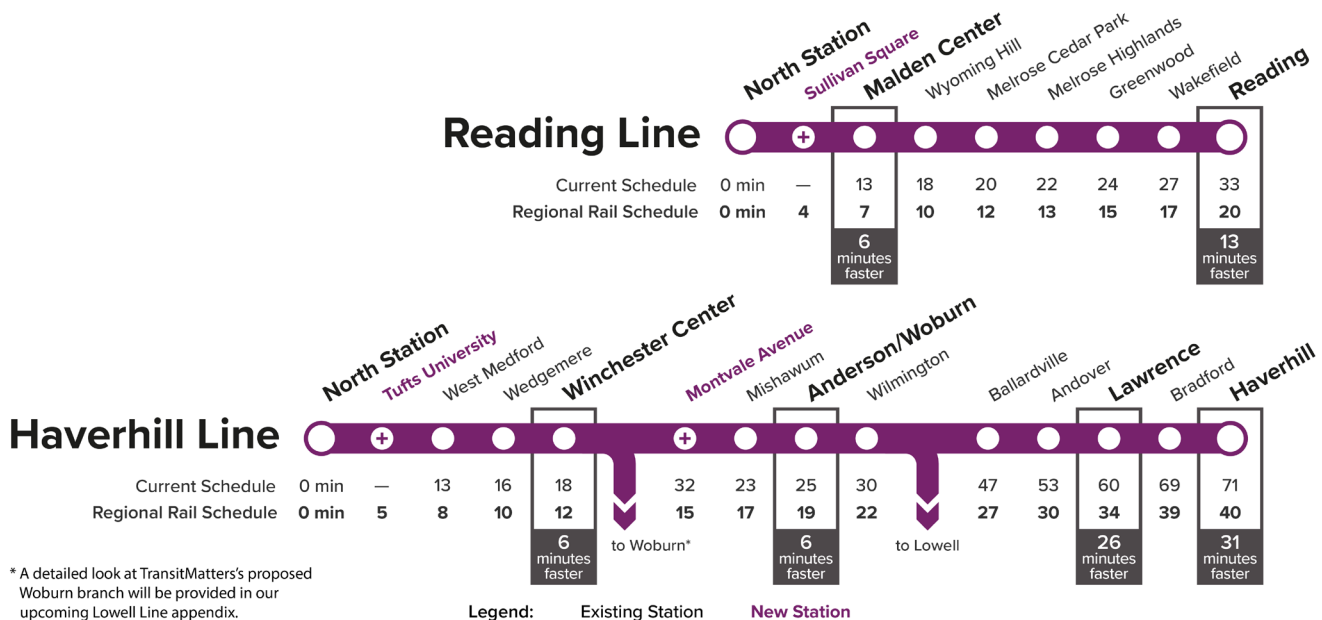 North Station
Sullivan Square
Malden Center
Wyoming Hill
Melrose Cedar Park
Melrose Highlands
Greenwood
Wakefield
Reading
Reading Line
+
Current Schedule 0 min — 13 18 20 22 24 27 33
Regional Rail Schedule 0 min 4 7 10 12 13 15 17 20
6 13
minutes minutes
faster faster
North Station
Tufts University
West Medford
Wedgemere
Winchester Center
Montvale Avenue
Mishawum
Anderson/Woburn
Wilmington
Ballardville
Andover
Lawrence
Bradford
Haverhill
Haverhill Line
+ +
Current Schedule 0 min — 13 16 18 32 23 25 30 47 53 60 69 71
Regional Rail Schedule 0 min 5 8 10 12 15 17 19 22 27 30 34 39 40
6 to Woburn* 6 to Lowell 26 31
minutes minutes minutes minutes
faster faster faster faster
* A detailed look at TransitMatters's proposed
Woburn branch will be provided in our
upcoming Lowell Line appendix.
Legend: Existing Station New Station